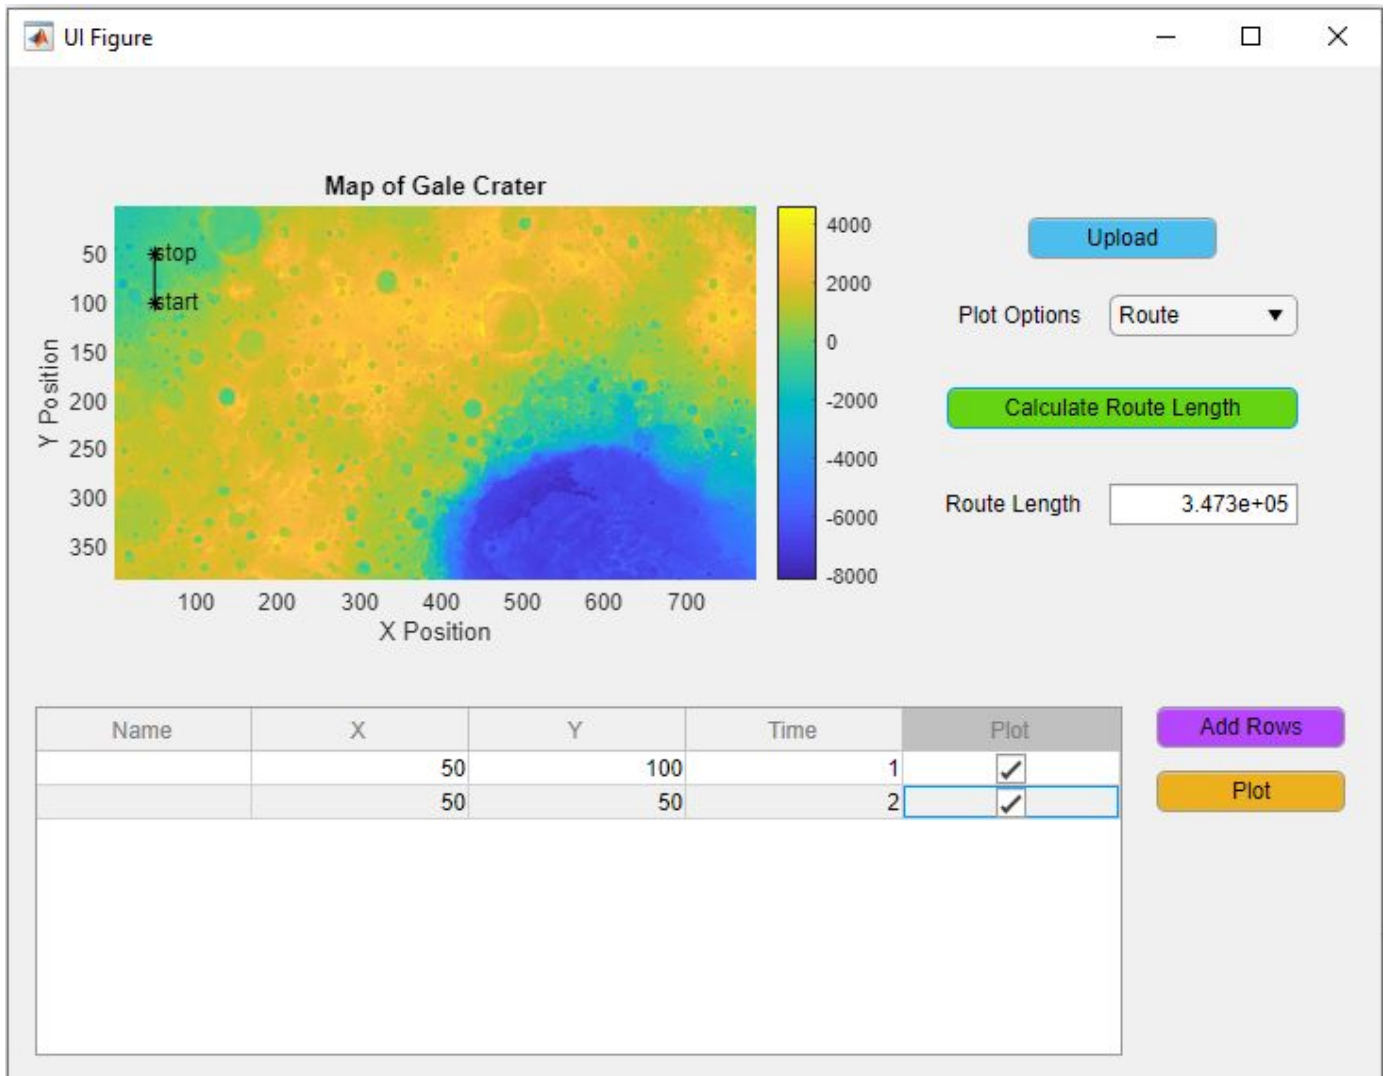 UI Figure
Map of Gale Crater
50
100
150
200
250
300
350
Y Position
stop
start
100 200 300 400 500 600 700
X Position
4000
2000
0
-2000
-4000
-6000
-8000
Upload
Plot Options Route
Calculate Route Length
Route Length 3.473e+05
Name X Y Time Plot
50 100 1
50 50 2
Add Rows
Plot